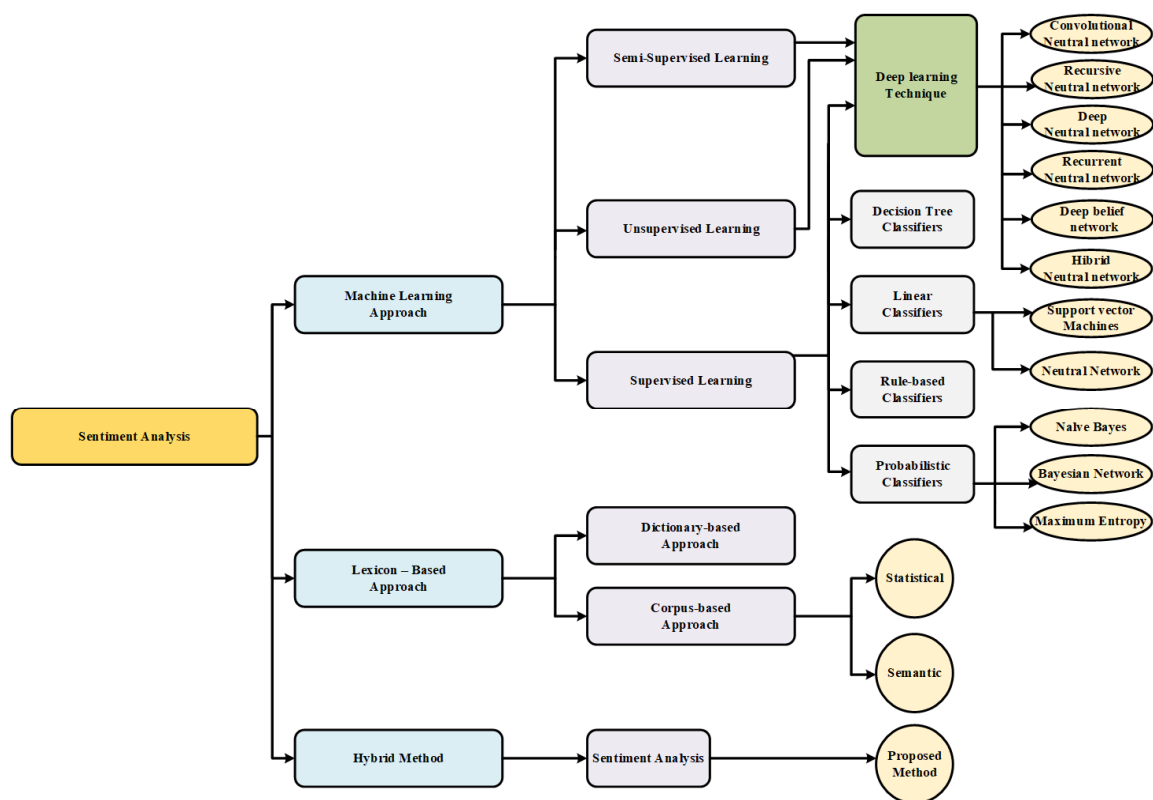 Sentiment Analysis
Machine Learning
Approach
Lexicon – Based
Approach
Hybrid Method
Semi-Supervised Learning
Unsupervised Learning
Supervised Learning
Dictionary-based
Approach
Corpus-based
Approach
Sentiment Analysis
Deep learning
Technique
Decision Tree
Classifiers
Linear
Classifiers
Rule-based
Classifiers
Probabilistic
Classifiers
Statistical
Semantic
Proposed
Method
Convolutional
Neutral network
Recursive
Neutral network
Deep
Neutral network
Recurrent
Neutral network
Deep belief
network
Hibrid
Neutral network
Support vector
Machines
Neutral Network
Nalve Bayes
Bayesian Network
Maximum Entropy